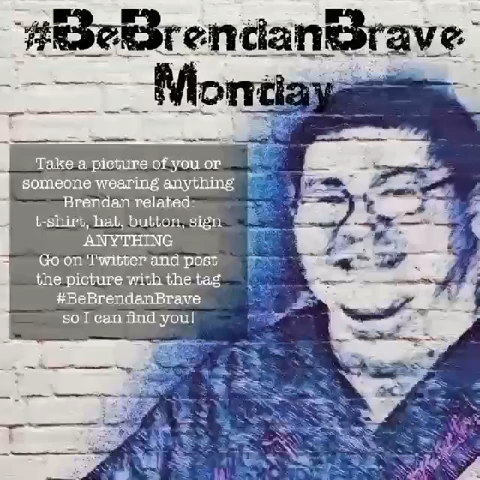 #BeBrendanBrave
Monday
Take a picture of you or
someone wearing anything
Brendan related:
t-shirt, hat, button, sign
ANYTHING
Go on Twitter and post
the picture with the tag
#BeBrendanBrave
so I can find you!